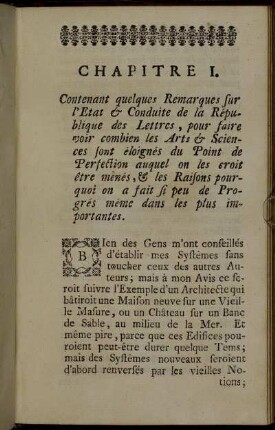 CHAPITRE I.
Contenant quelques Remarques ſur
l'Etat & Conduite de la Répu-
blique des Lettres, pour faire
voir combien les Arts & Scien-
ces ſont éloignés du Point de
Perfection auquel on les croit
être mênés, & les Raiſons pour-
quoi on a fait ſi peu de Pro-
grès même dans les plus im-
portantes.
BIen des Gens m'ont conſeillés
d'établir mes Syſtêmes ſans
toucker ceux des autres Au-
teurs; mais à mon Avis ce ſe-
roit ſuivre l'Exemple d'un Architecte qui
bâtiroit une Maiſon neuve ſur une Vieil-
le Maſure, ou un Château ſur un Banc
de Sable, au milieu de la Mer. Et
même pire, parce que ces Edifices pou-
roient peut-être durer quelque Tems;
mais des Syſtêmes nouveaux ſeroient
d'abord renverſés par les vieilles No-
tions;